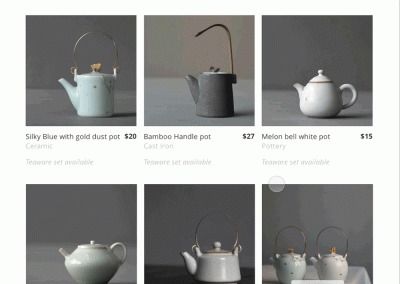 Silky Blue with gold dust pot $20
Ceramic
Teaware set available
Bamboo Handle pot $27
Cast Iron
Teaware set available
Melon bell white pot $15
Pottery
Teaware set available